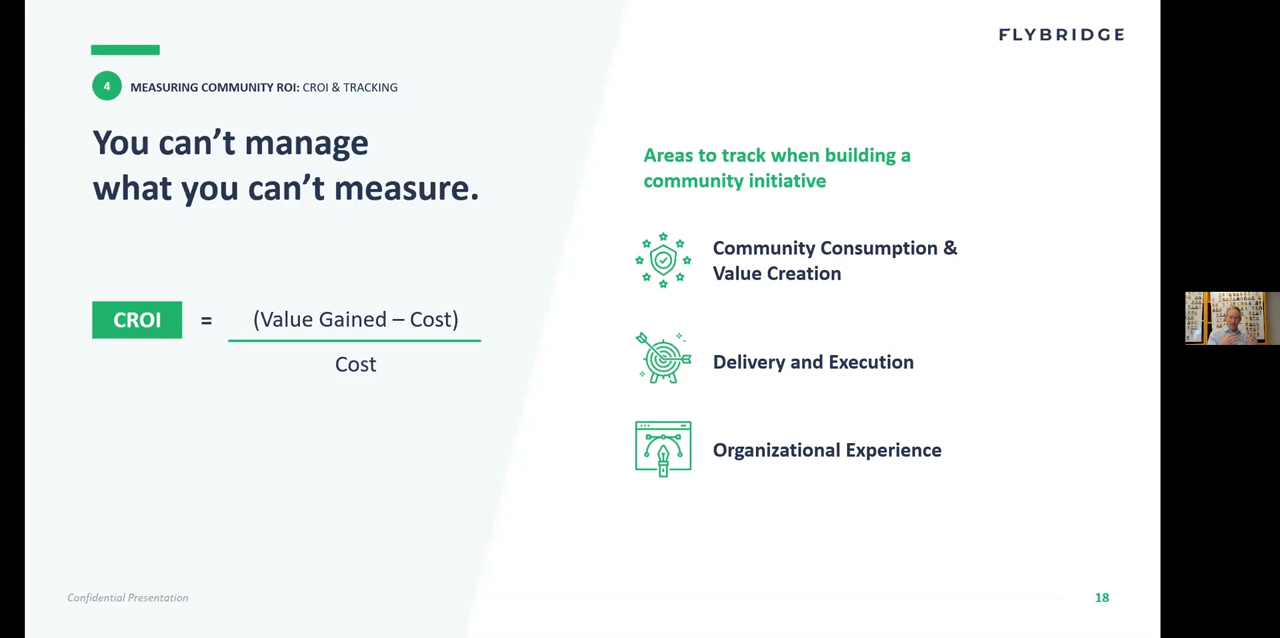 FLYBRIDGE
4
MEASURING COMMUNITY ROI: CROI & TRACKING
You can’t manage
what you can’t measure.
CROI = (Value Gained – Cost)
Cost
Areas to track when building a
community initiative
Community Consumption &
Value Creation
Delivery and Execution
Organizational Experience
Confidential Presentation
18